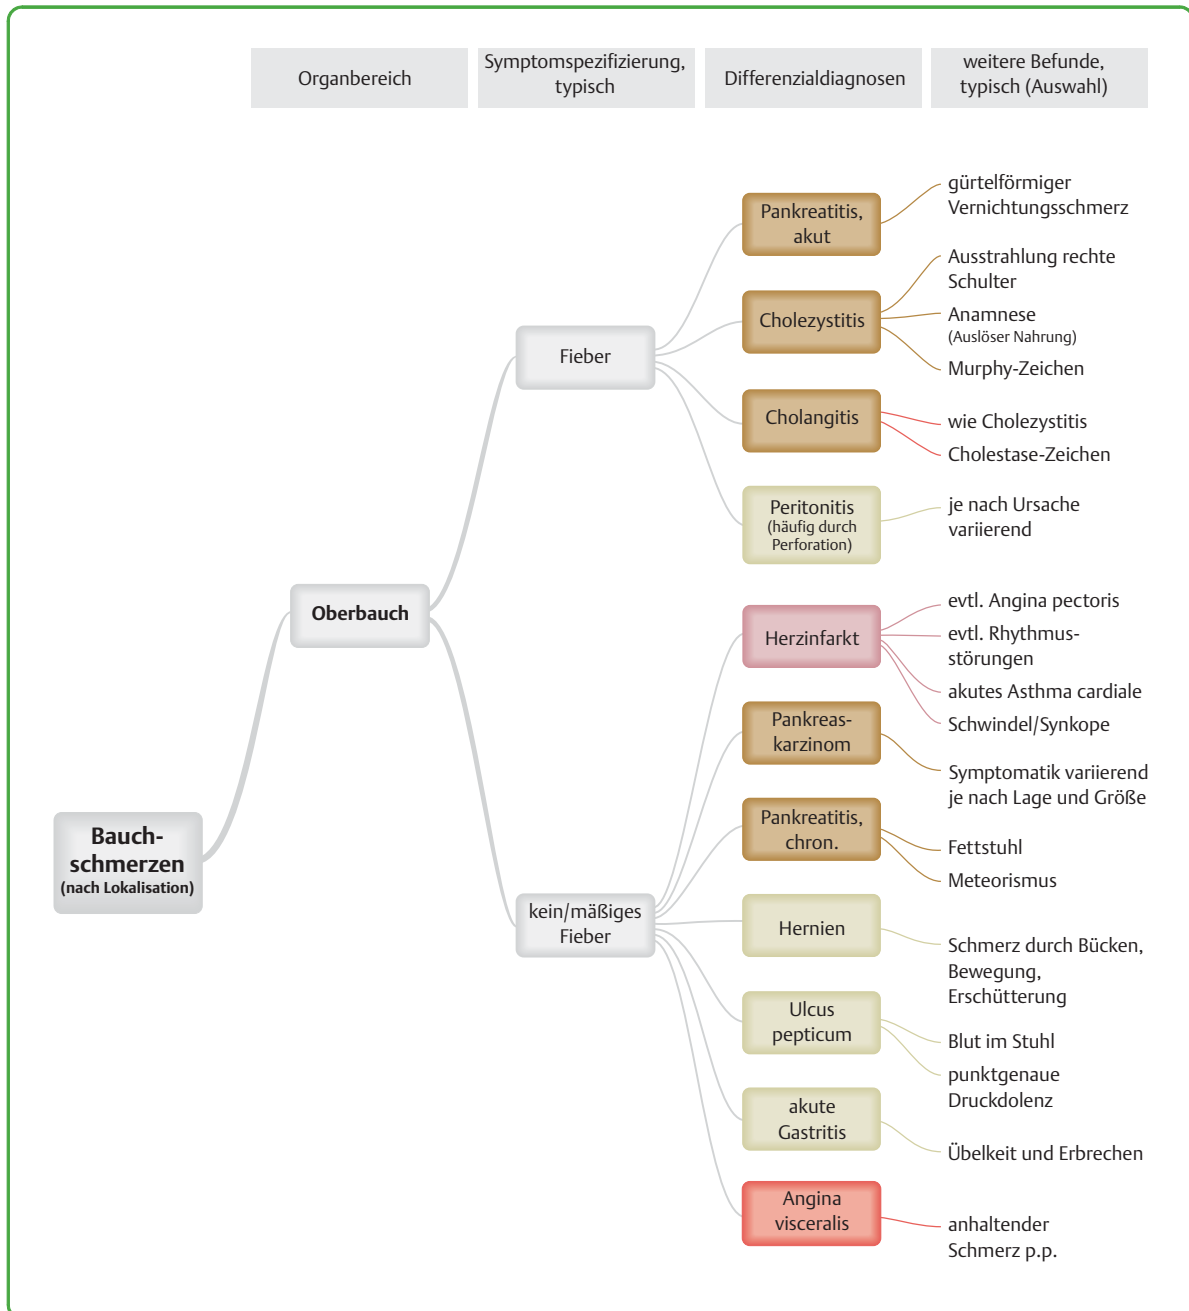 Organbereich
Symptomspezifizierung,
typisch
Differenzialdiagnosen
weitere Befunde,
typisch (Auswahl)
Bauch-
schmerzen
(nach Lokalisation)
Oberbauch
Fieber
Pankreatitis,
akut
gürtelförmiger
Vernichtungsschmerz
Cholezystitis
Ausstrahlung rechte
Schulter
Anamnese
(Auslöser Nahrung)
Murphy-Zeichen
Cholangitis
wie Cholezystitis
Cholestase-Zeichen
Peritonitis
(häufig durch
Perforation)
je nach Ursache
variierend
kein/mäßiges
Fieber
Herzinfarkt
evtl. Angina pectoris
evtl. Rhythmus-
störungen
akutes Asthma cardiale
Schwindel/Synkope
Pankreas-
karzinom
Symptomatik variierend
je nach Lage und Größe
Pankreatitis,
chron.
Fettstuhl
Meteorismus
Hernien
Schmerz durch Bücken,
Bewegung,
Erschütterung
Ulcus
pepticum
Blut im Stuhl
punktgenaue
Druckdolenz
akute
Gastritis
Übelkeit und Erbrechen
Angina
visceralis
anhaltender
Schmerz p.p.